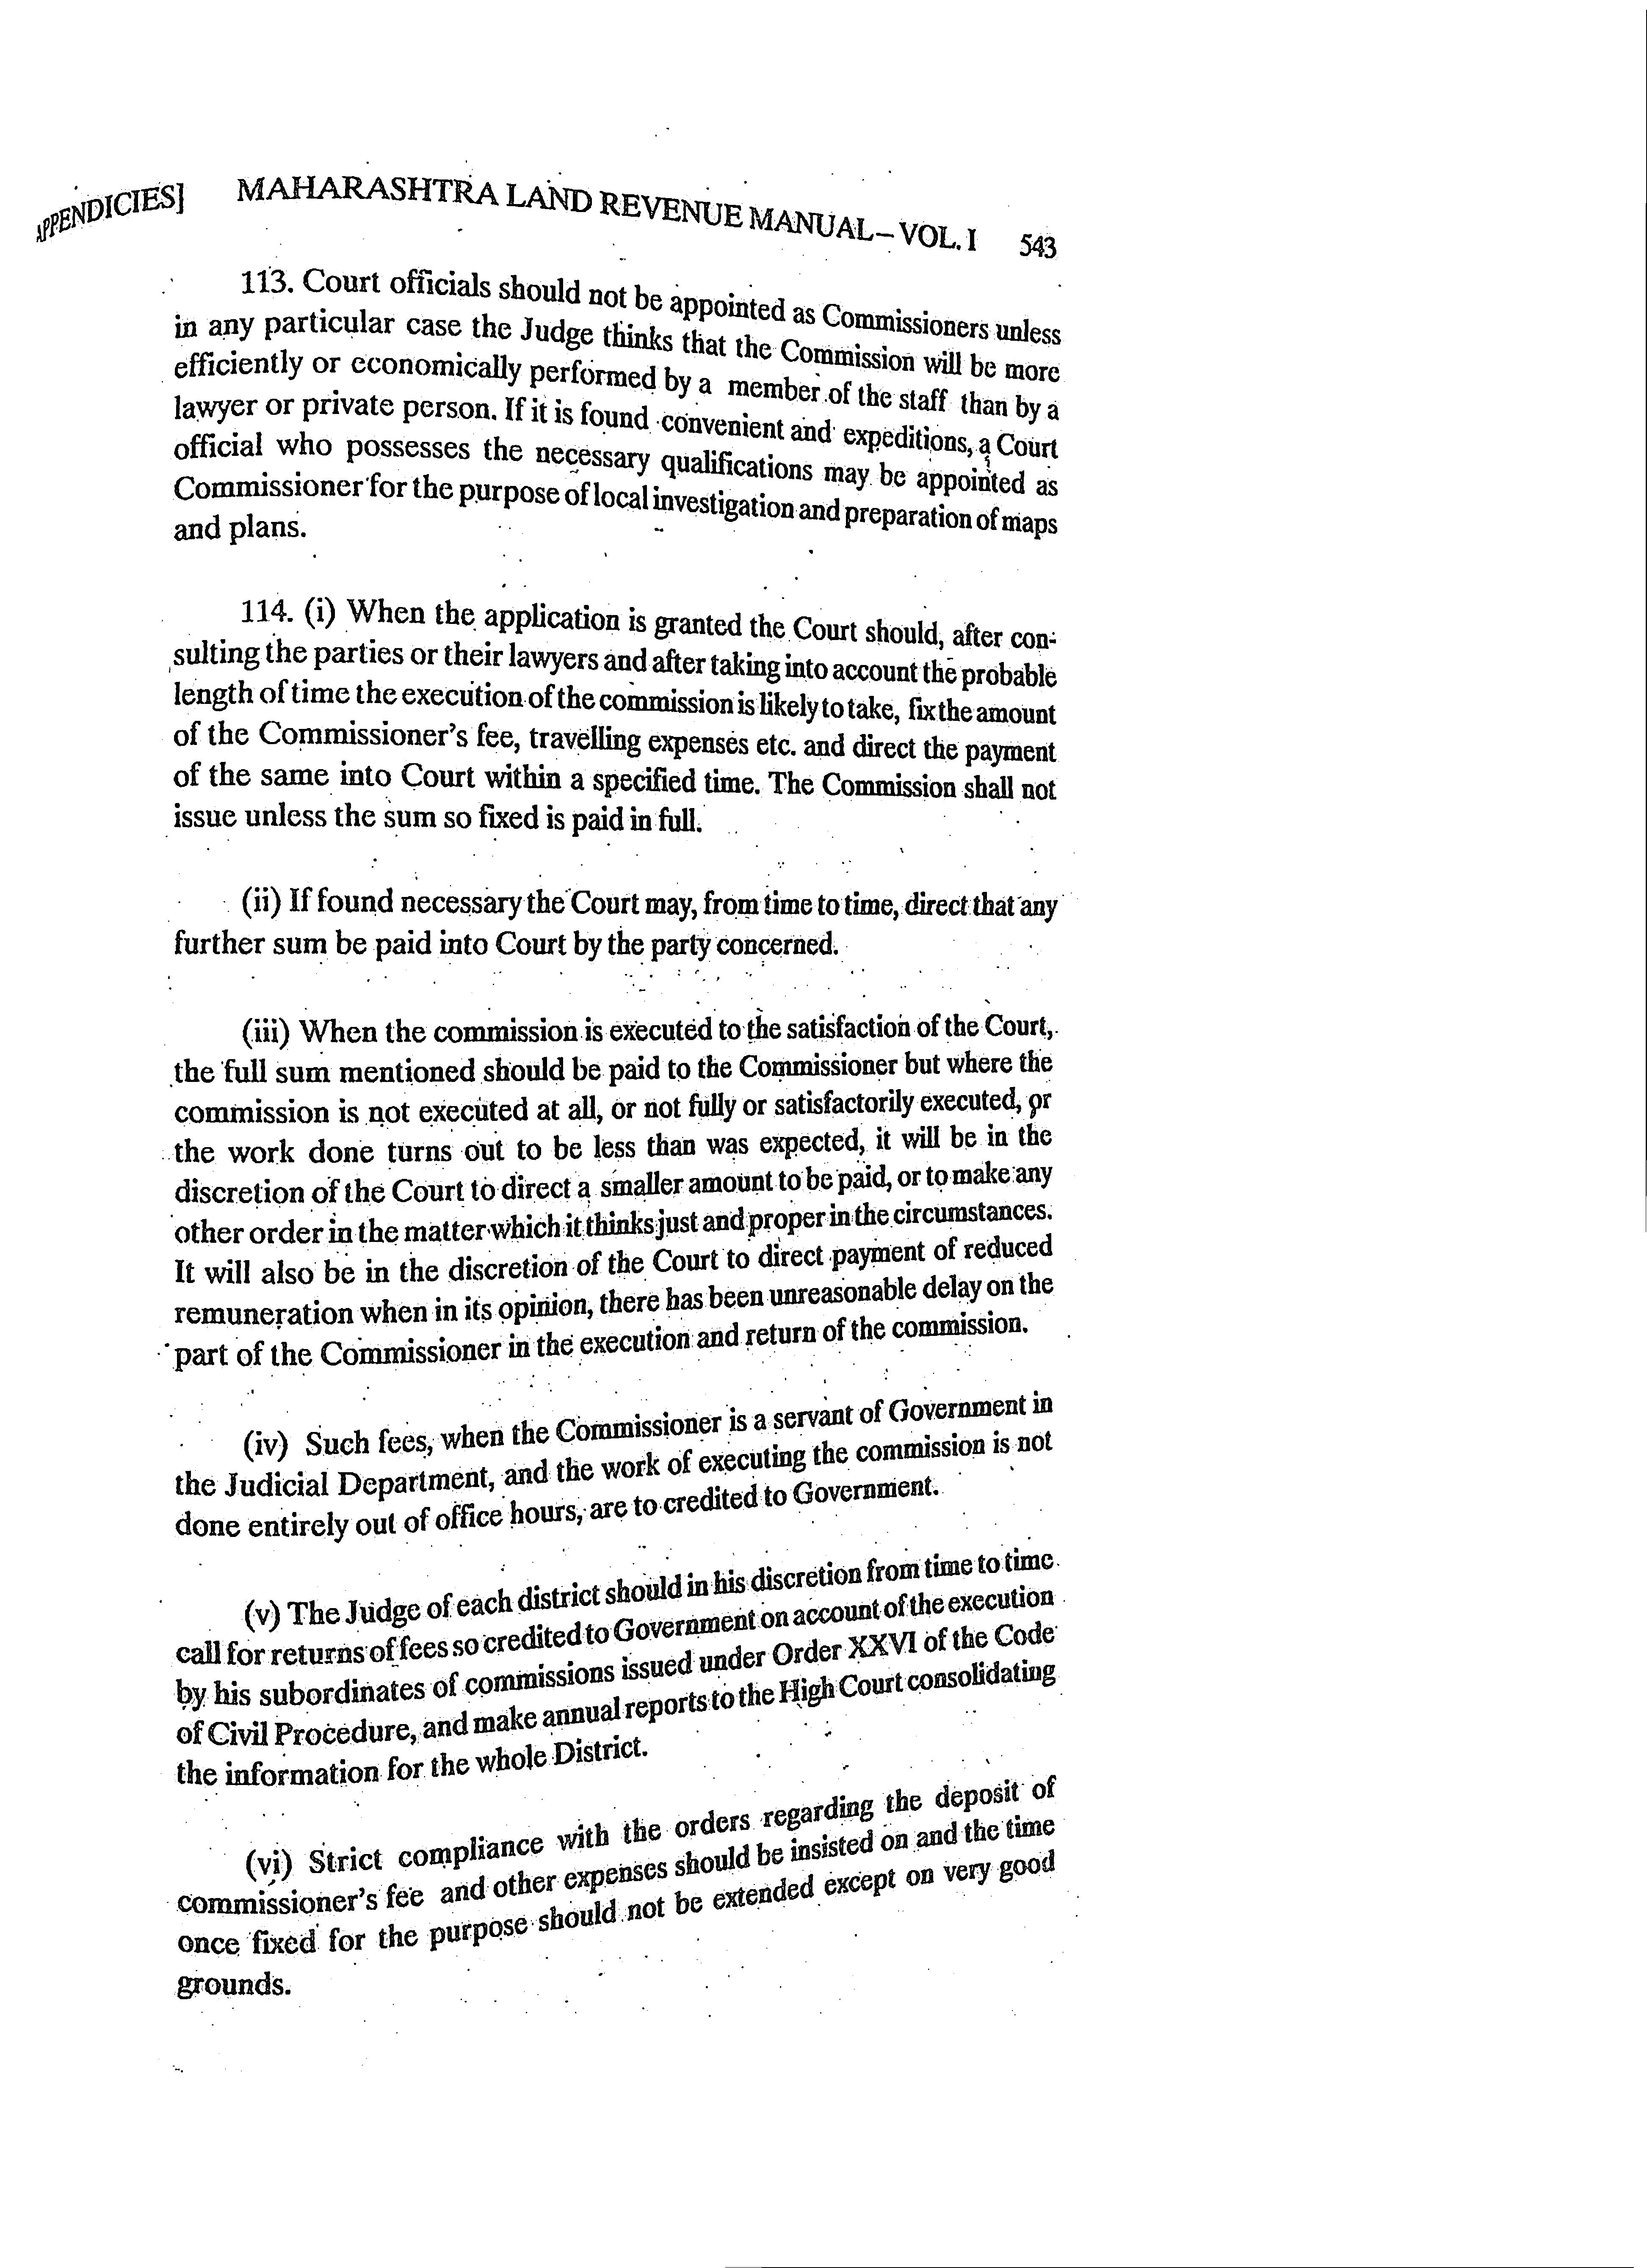 APPENDICIES] MAHARASHTRA LAND REVENUE MANUAL–VOL. I 543
113. Court officials should not be appointed as Commissioners unless
in any particular case the Judge thinks that the Commission will be more
efficiently or economically performed by a member of the staff than by a
lawyer or private person. If it is found convenient and expeditions, a Court
official who possesses the necessary qualifications may be appointed as
Commissioner for the purpose of local investigation and preparation of maps
and plans.
114. (i) When the application is granted the Court should, after con-
sulting the parties or their lawyers and after taking into account the probable
length of time the execution of the commission is likely to take, fix the amount
of the Commissioner's fee, travelling expenses etc. and direct the payment
of the same into Court within a specified time. The Commission shall not
issue unless the sum so fixed is paid in full.
(ii) If found necessary the Court may, from time to time, direct that any
further sum be paid into Court by the party concerned.
(iii) When the commission is executed to the satisfaction of the Court,
the full sum mentioned should be paid to the Commissioner but where the
commission is not executed at all, or not fully or satisfactorily executed, or
the work done turns out to be less than was expected, it will be in the
discretion of the Court to direct a smaller amount to be paid, or to make any
other order in the matter which it thinks just and proper in the circumstances.
It will also be in the discretion of the Court to direct payment of reduced
remuneration when in its opinion, there has been unreasonable delay on the
part of the Commissioner in the execution and return of the commission.
(iv) Such fees, when the Commissioner is a servant of Government in
the Judicial Department, and the work of executing the commission is not
done entirely out of office hours, are to credited to Government.
(v) The Judge of each district should in his discretion from time to time
call for returns of fees so credited to Government on account of the execution
by his subordinates of commissions issued under Order XXVI of the Code
of Civil Procedure, and make annual reports to the High Court consolidating
the information for the whole District.
(vi) Strict compliance with the orders regarding the deposit of
commissioner's fee and other expenses should be insisted on and the time
once fixed for the purpose should not be extended except on very good
grounds.